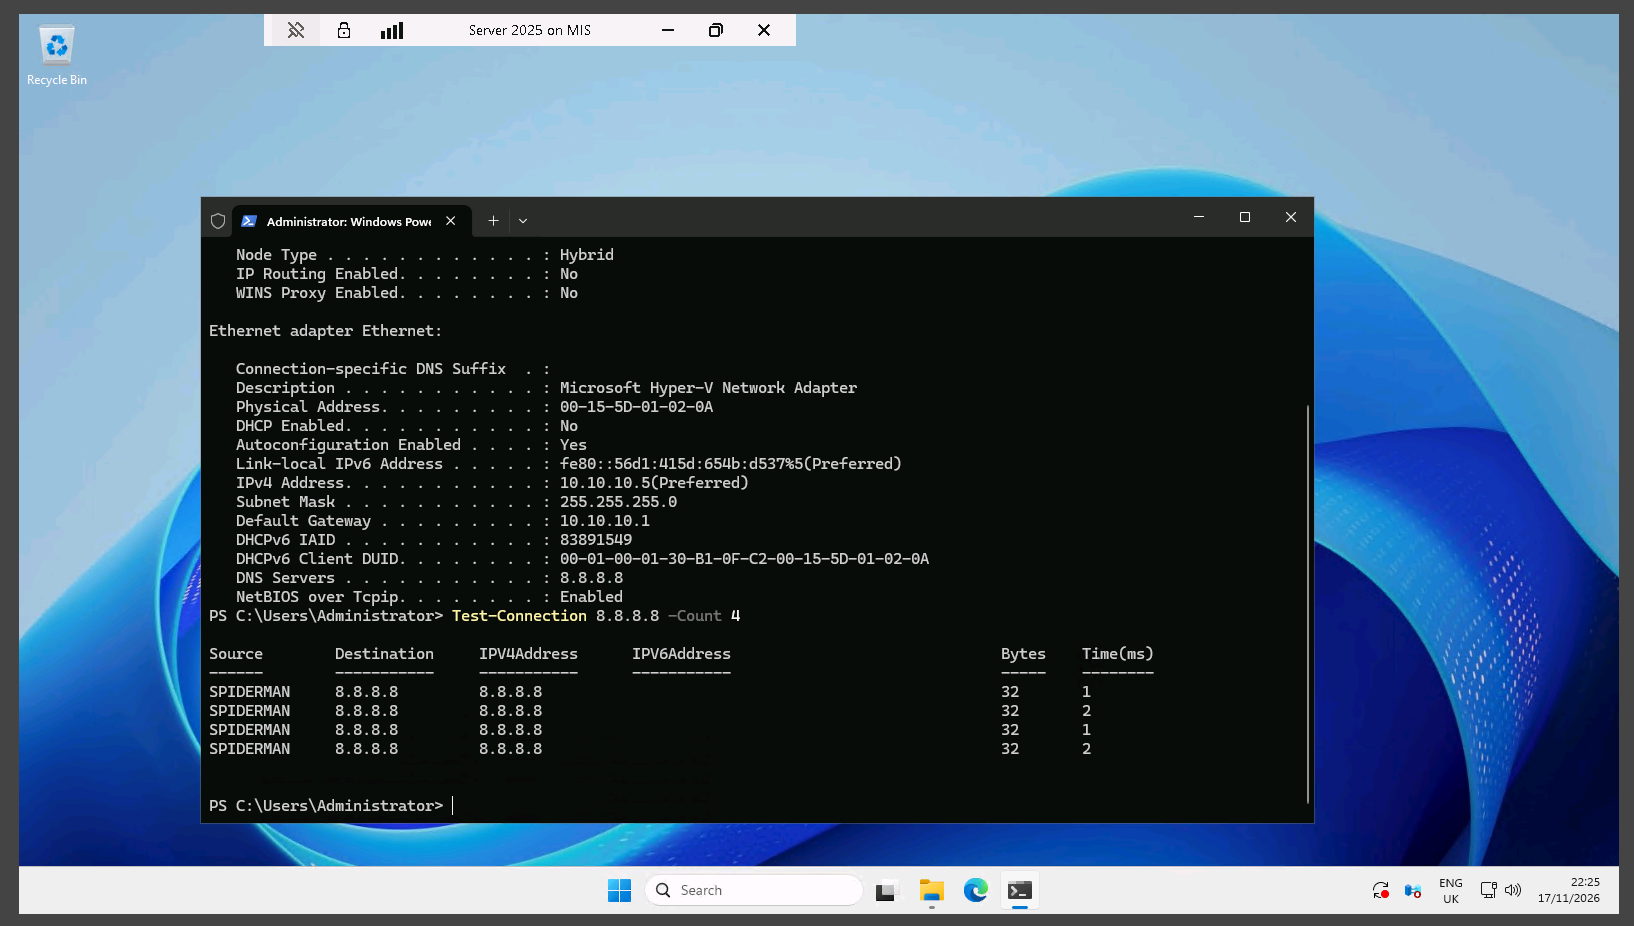 Server 2025 on MIS
Recycle Bin
Administrator: Windows Powe
   Node Type . . . . . . . . . . . . : Hybrid
   IP Routing Enabled. . . . . . . . : No
   WINS Proxy Enabled. . . . . . . . : No
Ethernet adapter Ethernet:
   Connection-specific DNS Suffix  . :
   Description . . . . . . . . . . . : Microsoft Hyper-V Network Adapter
   Physical Address. . . . . . . . . : 00-15-5D-01-02-0A
   DHCP Enabled. . . . . . . . . . . : No
   Autoconfiguration Enabled . . . . : Yes
   Link-local IPv6 Address . . . . . : fe80::56d1:415d:654b:d537%5(Preferred)
   IPv4 Address. . . . . . . . . . . : 10.10.10.5(Preferred)
   Subnet Mask . . . . . . . . . . . : 255.255.255.0
   Default Gateway . . . . . . . . . : 10.10.10.1
   DHCPv6 IAID . . . . . . . . . . . : 83891549
   DHCPv6 Client DUID. . . . . . . . : 00-01-00-01-30-B1-0F-C2-00-15-5D-01-02-0A
   DNS Servers . . . . . . . . . . . : 8.8.8.8
   NetBIOS over Tcpip. . . . . . . . : Enabled
PS C:\Users\Administrator> Test-Connection 8.8.8.8 -Count 4
Source        Destination     IPV4Address      IPV6Address                              Bytes    Time(ms)
------        -----------     -----------      -----------                              -----    --------
SPIDERMAN     8.8.8.8         8.8.8.8                                                   32       1
SPIDERMAN     8.8.8.8         8.8.8.8                                                   32       2
SPIDERMAN     8.8.8.8         8.8.8.8                                                   32       1
SPIDERMAN     8.8.8.8         8.8.8.8                                                   32       2
PS C:\Users\Administrator>
Search
ENG
UK
22:25
17/11/2026